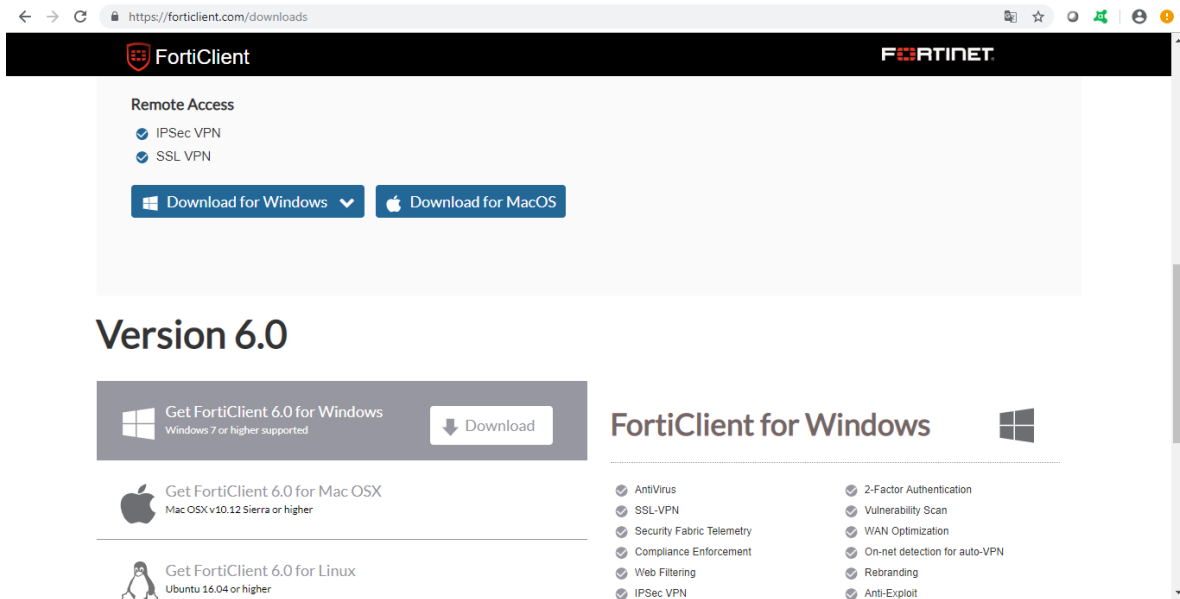 https://forticlient.com/downloads
FortiClient
FORTINET
Remote Access
IPSec VPN
SSL VPN
Download for Windows
Download for MacOS
Version 6.0
Get FortiClient 6.0 for Windows
Windows 7 or higher supported
Download
Get FortiClient 6.0 for Mac OSX
Mac OSX v10.12 Sierra or higher
Get FortiClient 6.0 for Linux
Ubuntu 16.04 or higher
FortiClient for Windows
AntiVirus
SSL-VPN
Security Fabric Telemetry
Compliance Enforcement
Web Filtering
IPSec VPN
2-Factor Authentication
Vulnerability Scan
WAN Optimization
On-net detection for auto-VPN
Rebranding
Anti-Exploit